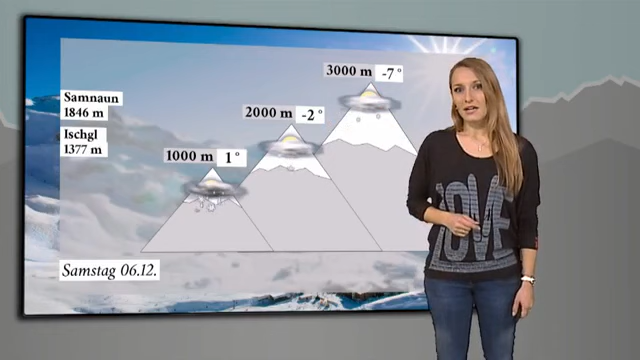 3000 m -7°
2000 m -2°
1000 m 1°
Samnaun
1846 m
Ischgl
1377 m
Samstag 06.12.
LOVE